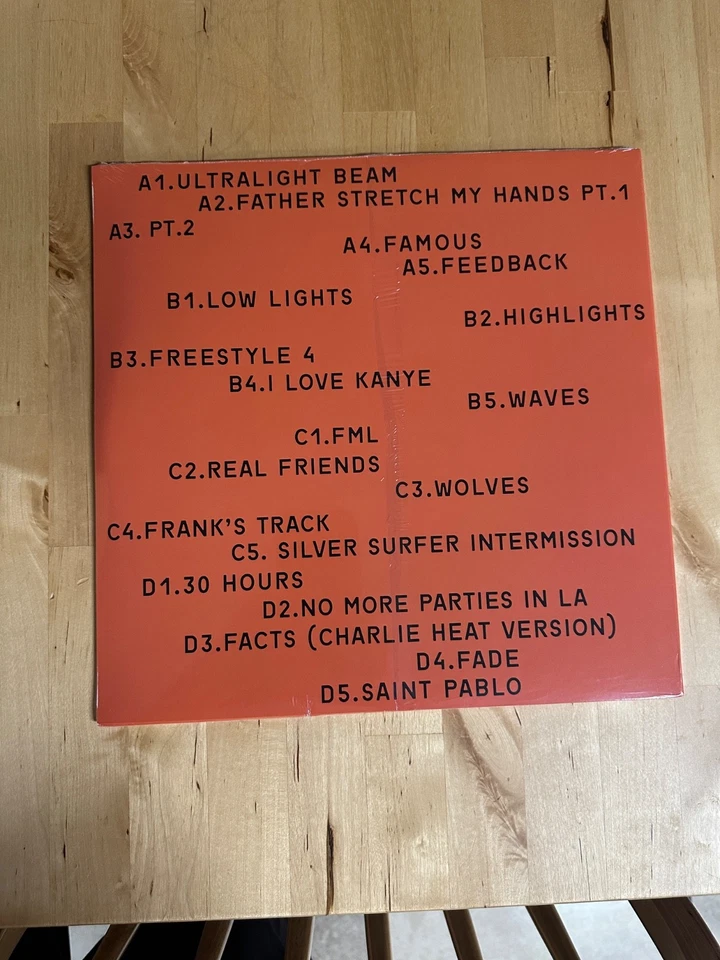 A1.ULTRALIGHT BEAM
A2.FATHER STRETCH MY HANDS PT.1
A3. PT.2
A4.FAMOUS
A5.FEEDBACK
B1.LOW LIGHTS
B2.HIGHLIGHTS
B3.FREESTYLE 4
B4.I LOVE KANYE
B5.WAVES
C1.FML
C2.REAL FRIENDS
C3.WOLVES
C4.FRANK'S TRACK
C5. SILVER SURFER INTERMISSION
D1.30 HOURS
D2.NO MORE PARTIES IN LA
D3.FACTS (CHARLIE HEAT VERSION)
D4.FADE
D5.SAINT PABLO